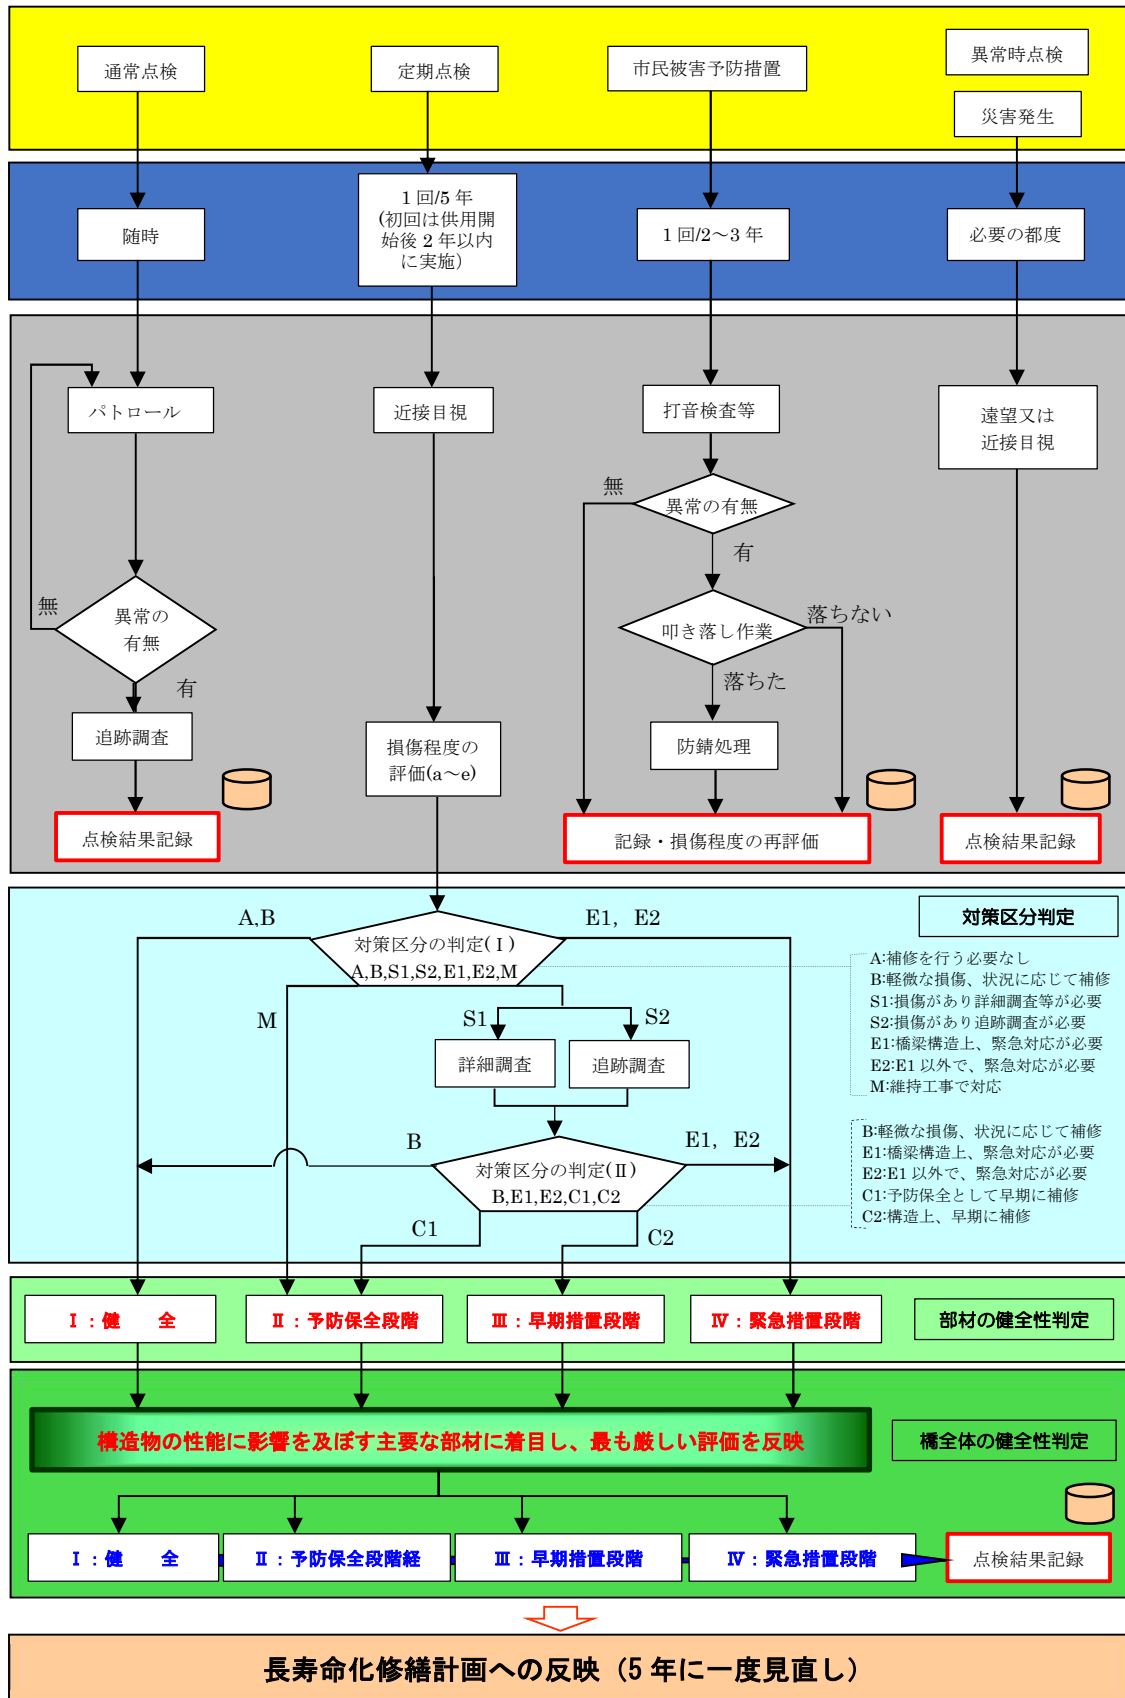 通常点検
定期点検
市民被害予防措置
異常時点検
災害発生
随時
1 回/5 年
(初回は供用開
始後 2 年以内
に実施)
1 回/2～3 年
必要の都度
パトロール
近接目視
打音検査等
遠望又は
近接目視
無
異常の有無
有
異常の
有無
無
有
叩き落し作業
落ちない
落ちた
追跡調査
損傷程度の
評価(a～e)
防錆処理
点検結果記録
記録・損傷程度の再評価
点検結果記録
A,B
E1, E2
対策区分判定
対策区分の判定(Ⅰ)
A,B,S1,S2,E1,E2,M
A:補修を行う必要なし
B:軽微な損傷、状況に応じて補修
S1:損傷があり詳細調査等が必要
S2:損傷があり追跡調査が必要
E1:橋梁構造上、緊急対応が必要
E2:E1 以外で、緊急対応が必要
M:維持工事で対応
M
S1
S2
詳細調査
追跡調査
B
E1, E2
対策区分の判定(Ⅱ)
B,E1,E2,C1,C2
B:軽微な損傷、状況に応じて補修
E1:橋梁構造上、緊急対応が必要
E2:E1 以外で、緊急対応が必要
C1:予防保全として早期に補修
C2:構造上、早期に補修
C1
C2
Ⅰ：健　　全
Ⅱ：予防保全段階
Ⅲ：早期措置段階
Ⅳ：緊急措置段階
部材の健全性判定
構造物の性能に影響を及ぼす主要な部材に着目し、最も厳しい評価を反映
橋全体の健全性判定
Ⅰ：健　　全
Ⅱ：予防保全段階経
Ⅲ：早期措置段階
Ⅳ：緊急措置段階
点検結果記録
長寿命化修繕計画への反映（5 年に一度見直し）